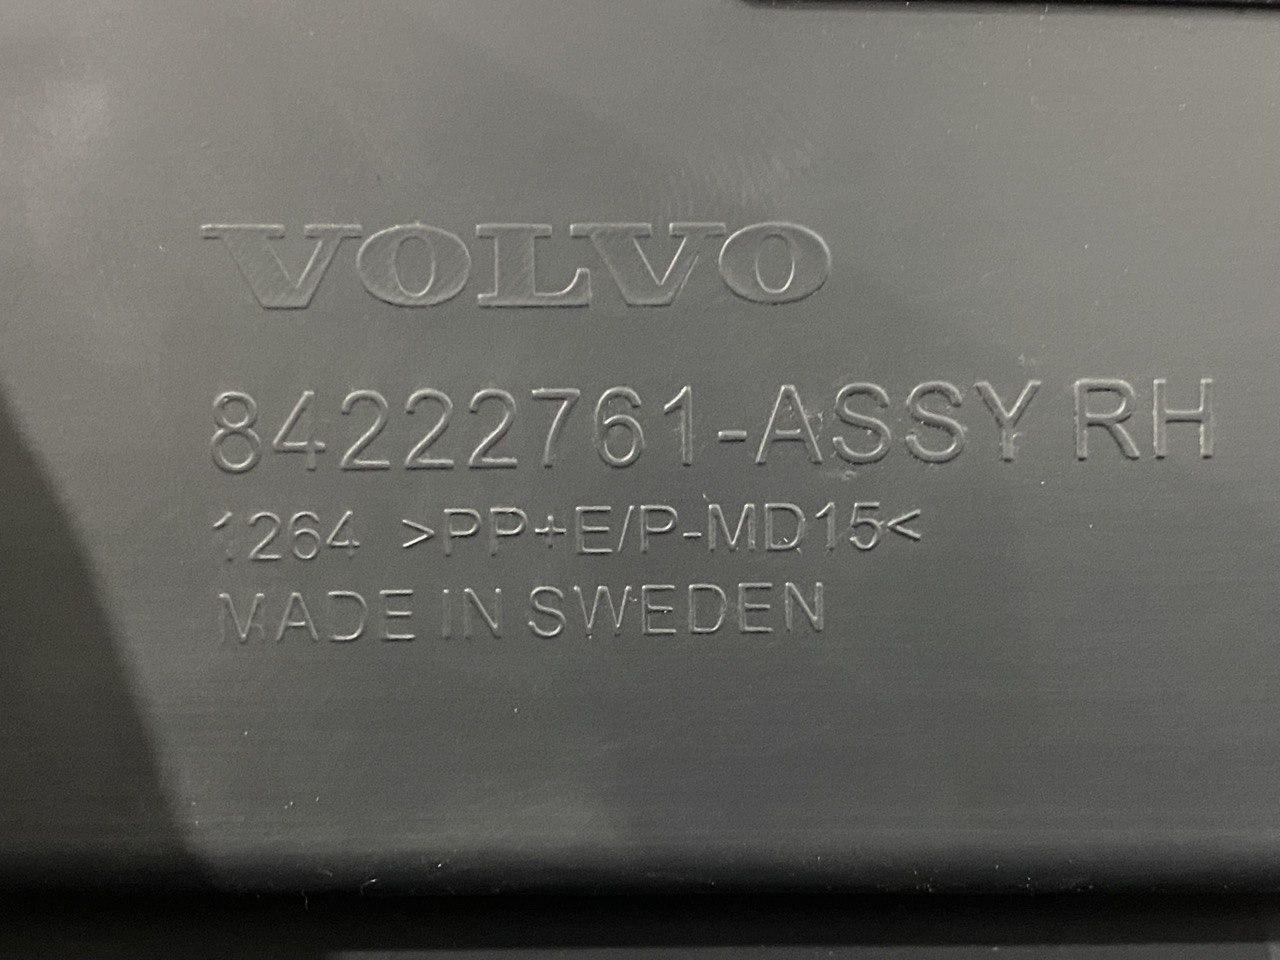 VOLVO
84222761-ASSY RH
1264 >PP+E/P-MD15<
MADE IN SWEDEN